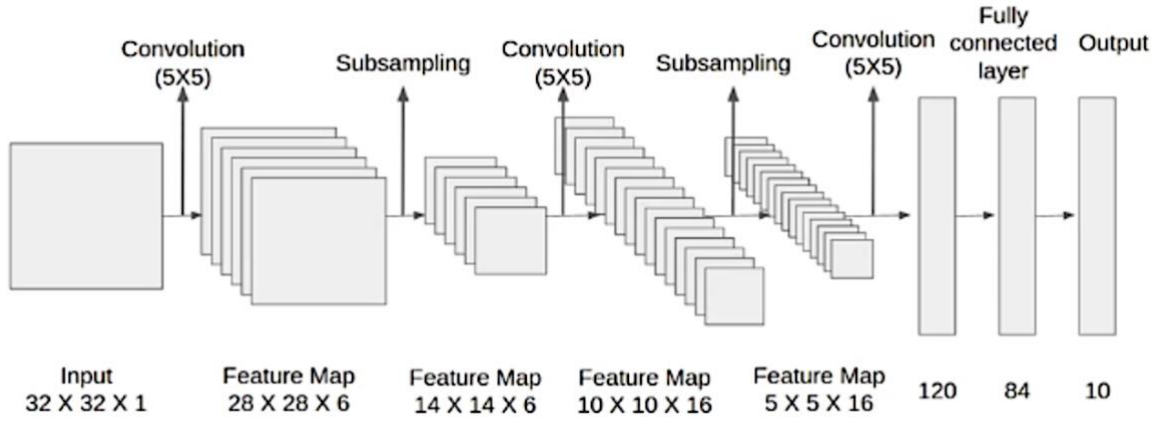 Convolution
(5X5)
Subsampling
Convolution
(5X5)
Subsampling
Convolution
(5X5)
Fully
connected
layer
Output
Input
32 X 32 X 1
Feature Map
28 X 28 X 6
Feature Map
14 X 14 X 6
Feature Map
10 X 10 X 16
Feature Map
5 X 5 X 16
120
84
10